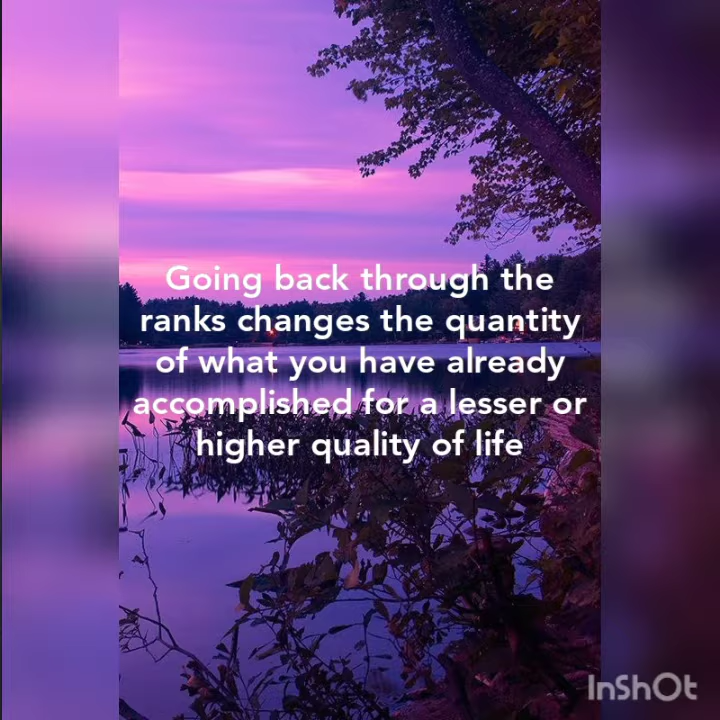 Going back through the
ranks changes the quantity
of what you have already
accomplished for a lesser or
higher quality of life
InShOt